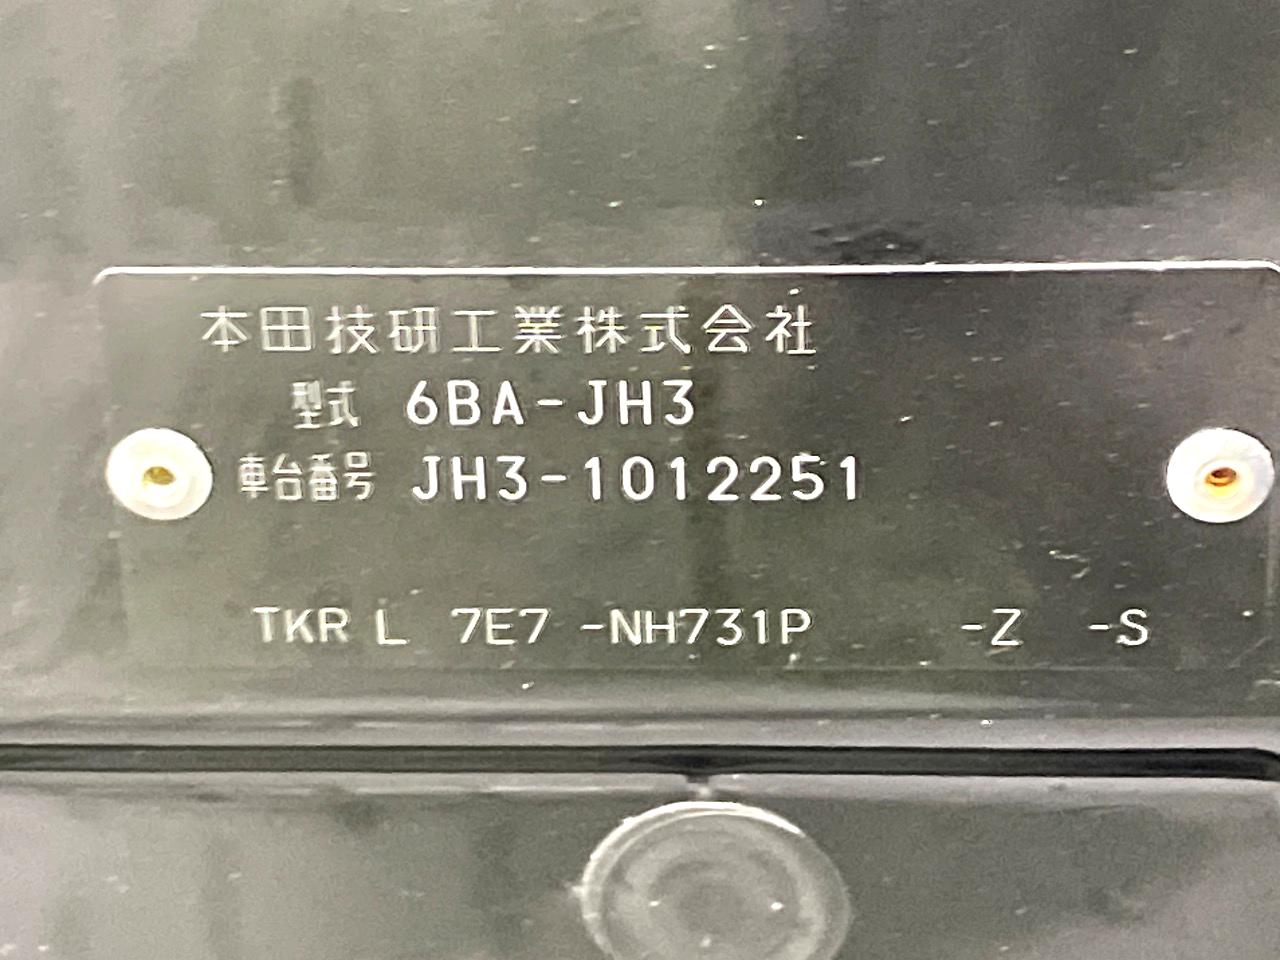 本田技研工業株式会社
型式 6BA-JH3
車台番号 JH3-1012251
TKR L 7E7 -NH731P -Z -S